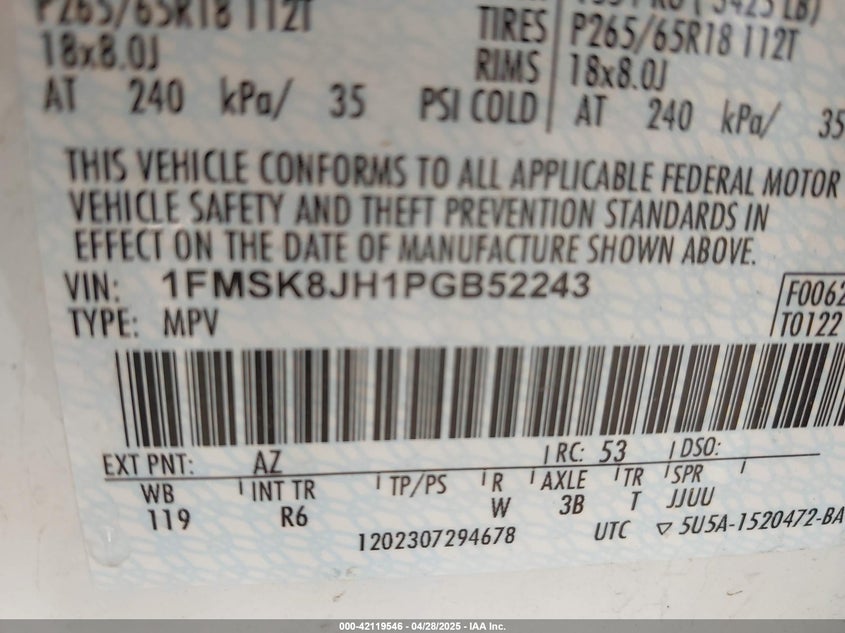 P265/65R18 112T
18x8.0J
AT 240 kPa/ 35 PSI COLD
TIRES P265/65R18 112T
RIMS 18x8.0J
AT 240 kPa/ 35
THIS VEHICLE CONFORMS TO ALL APPLICABLE FEDERAL MOTOR
VEHICLE SAFETY AND THEFT PREVENTION STANDARDS IN
EFFECT ON THE DATE OF MANUFACTURE SHOWN ABOVE.
VIN: 1FMSK8JH1PGB52243
F0062
TYPE: MPV
T0122
EXT PNT: AZ RC: 53 DSO:
WB INT TR TP/PS R AXLE TR SPR
119 R6 W 3B T JJUU
1202307294678 UTC ▽ 5U5A-1520472-BA
000-42119546 | 04/28/2025 - IAA Inc.